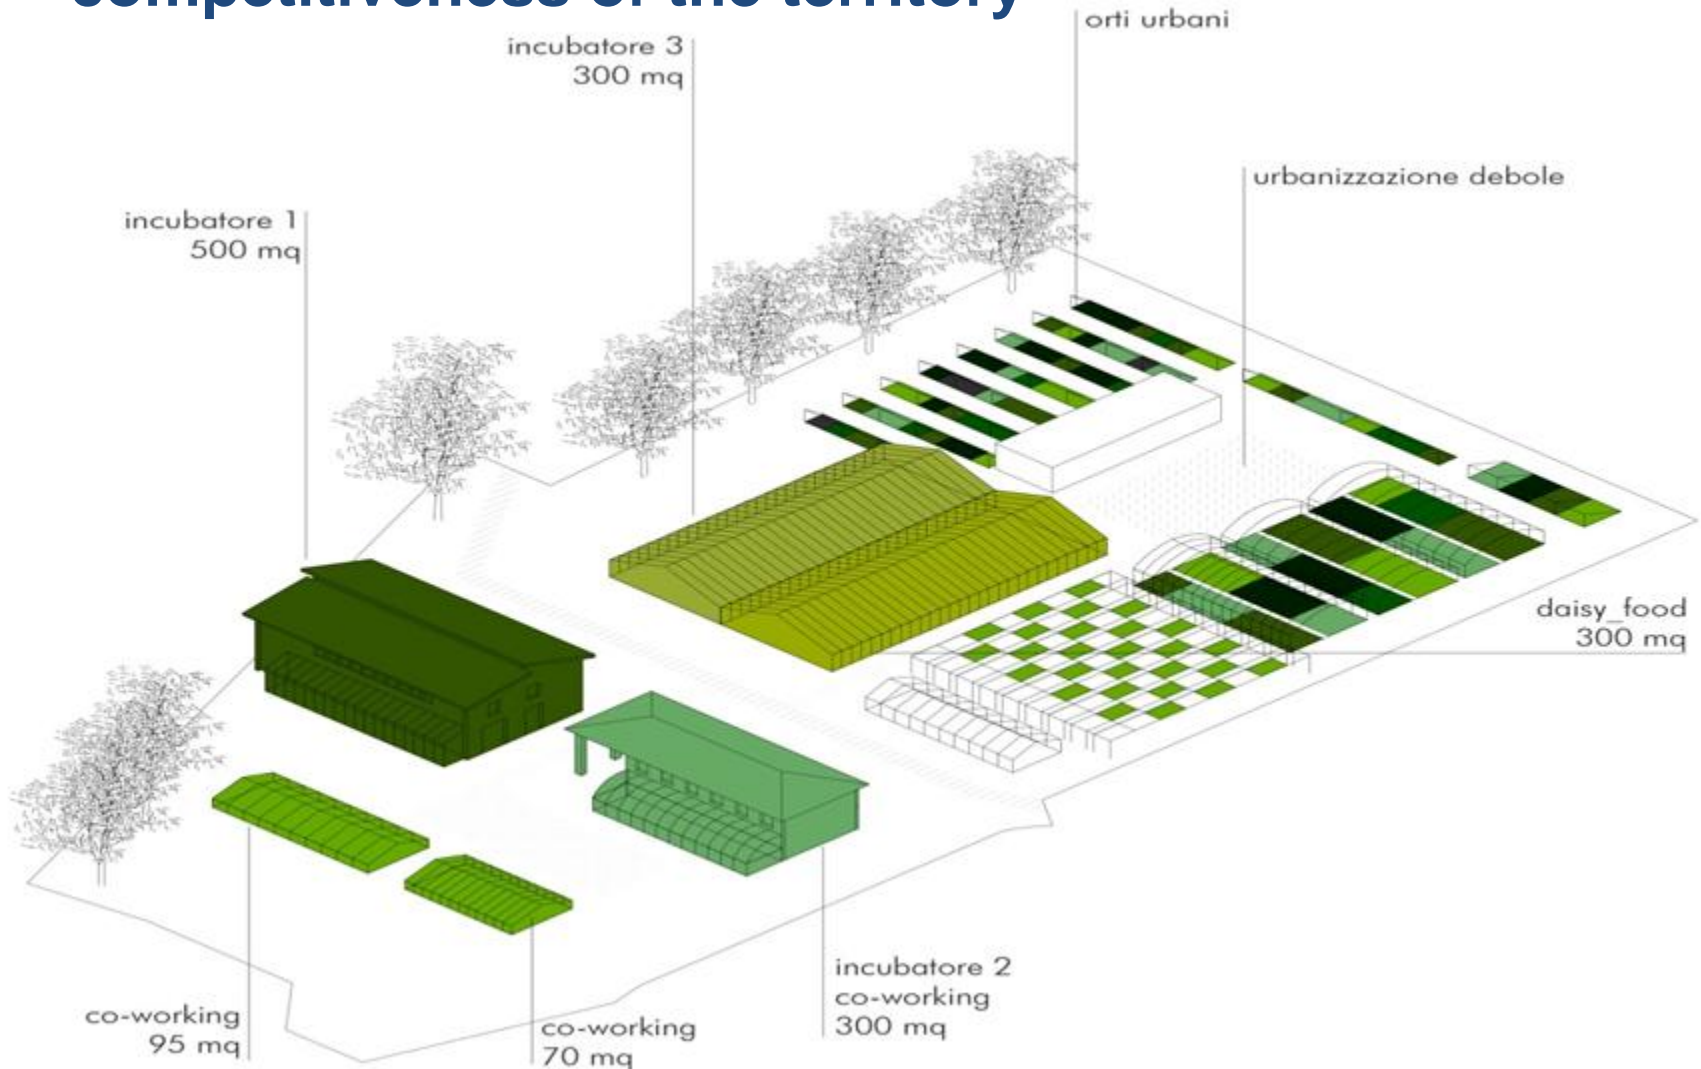 competitiveness of the territory
orti urbani
incubatore 3
300 mq
urbanizzazione debole
incubatore 1
500 mq
daisy_food
300 mq
incubatore 2
co-working
300 mq
co-working
95 mq
co-working
70 mq